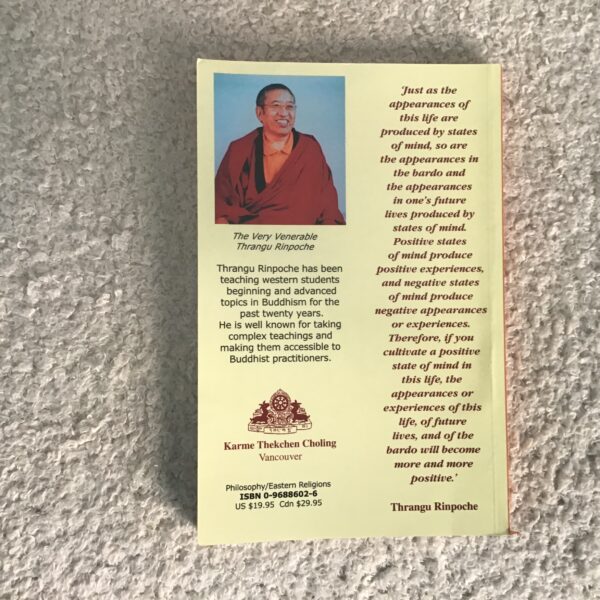 The Very Venerable
Thrangu Rinpoche
Thrangu Rinpoche has been
teaching western students
beginning and advanced
topics in Buddhism for the
past twenty years.
He is well known for taking
complex teachings and
making them accessible to
Buddhist practitioners.
Karme Thekchen Choling
Vancouver
Philosophy/Eastern Religions
ISBN 0-9688602-6
US $19.95 Cdn $29.95
'Just as the
appearances of
this life are
produced by states
of mind, so are
the appearances in
the bardo and
the appearances
in one's future
lives produced by
states of mind.
Positive states
of mind produce
positive experiences,
and negative states
of mind produce
negative appearances
or experiences.
Therefore, if you
cultivate a positive
state of mind in
this life, the
appearances or
experiences of this
life, of future
lives, and of the
bardo will become
more and more
positive.'
Thrangu Rinpoche